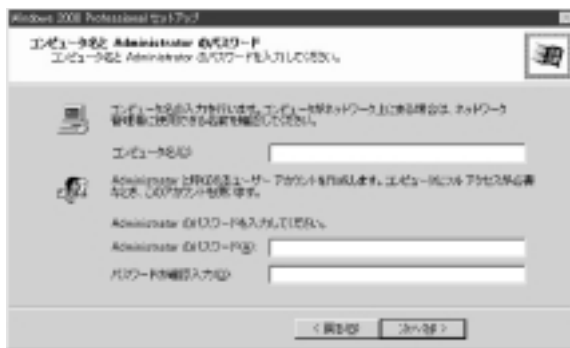 Windows 2000 Professional セットアップ
コンピュータ名と Administrator のパスワード
コンピュータ名と Administrator のパスワードを入力してください。
コンピュータ名の入力を行います。コンピュータがネットワーク上にある場合は、ネットワーク
管理者に使用できる名前を確認してください。
コンピュータ名(C):
Administrator と呼ばれるユーザー アカウントを作成します。コンピュータにフル アクセスが必要
なとき、このアカウントを使います。
Administrator のパスワードを入力してください。
Administrator のパスワード(A):
パスワードの確認入力(O):
< 戻る(B)
次へ(N) >